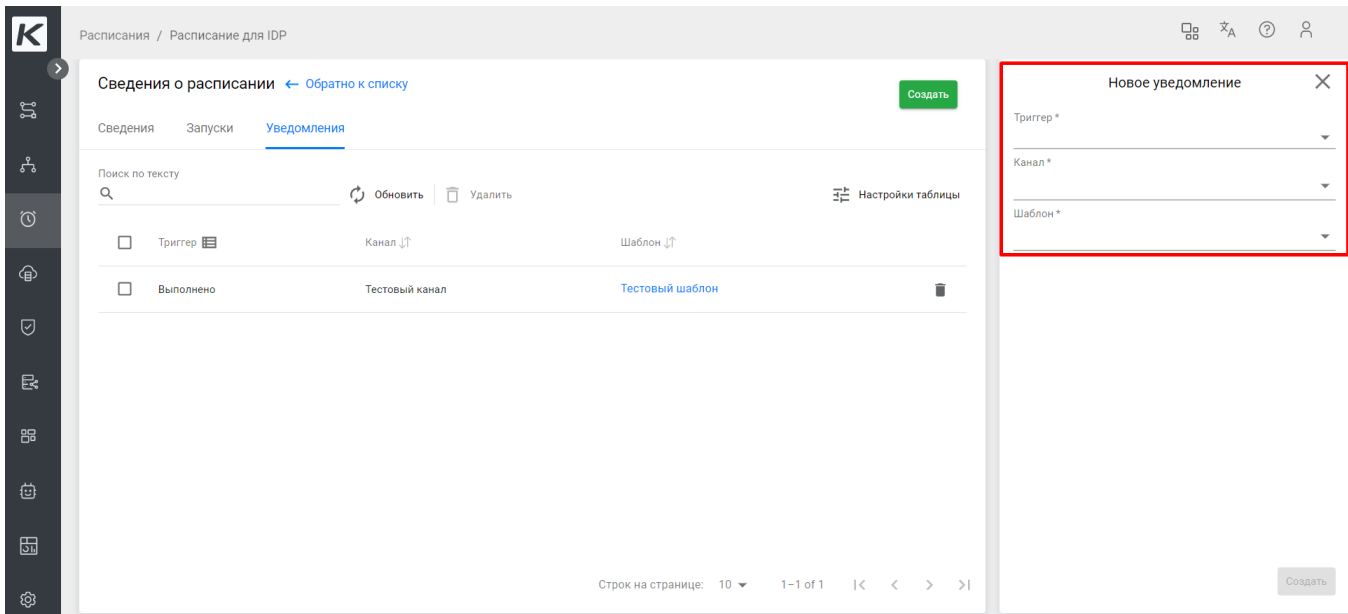 K
Расписания / Расписание для IDP
Сведения о расписании ← Обратно к списку
Создать
Сведения Запуски Уведомления
Поиск по тексту
Обновить Удалить Настройки таблицы
Триггер Канал Шаблон
Выполнено Тестовый канал Тестовый шаблон
Строк на странице: 10 1–1 of 1
Новое уведомление
Триггер *
Канал *
Шаблон *
Создать